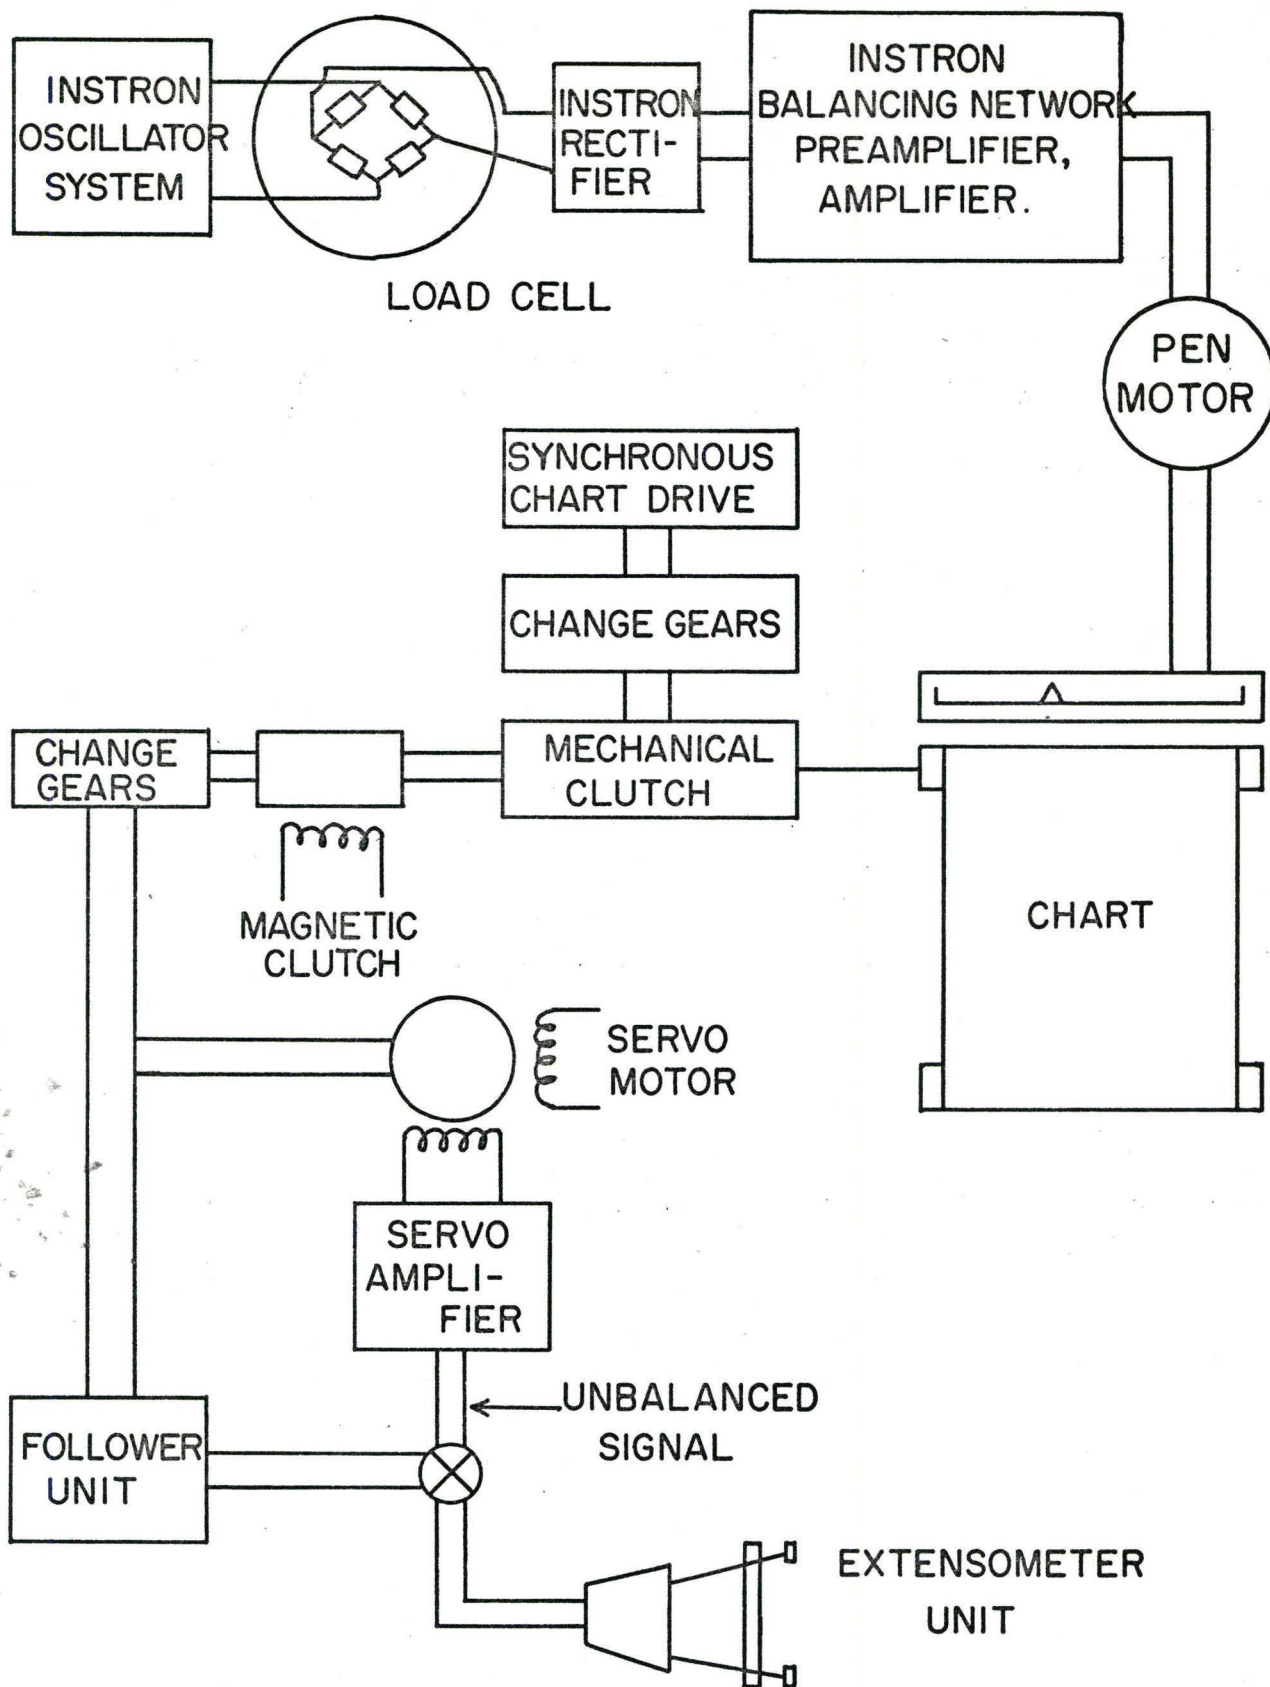 INSTRON
OSCILLATOR
SYSTEM
LOAD CELL
INSTRON
RECTI-
FIER
INSTRON
BALANCING NETWORK
PREAMPLIFIER,
AMPLIFIER.
PEN
MOTOR
SYNCHRONOUS
CHART DRIVE
CHANGE GEARS
MECHANICAL
CLUTCH
CHANGE
GEARS
MAGNETIC
CLUTCH
CHART
SERVO
MOTOR
SERVO
AMPLI-
FIER
UNBALANCED
SIGNAL
FOLLOWER
UNIT
EXTENSOMETER
UNIT